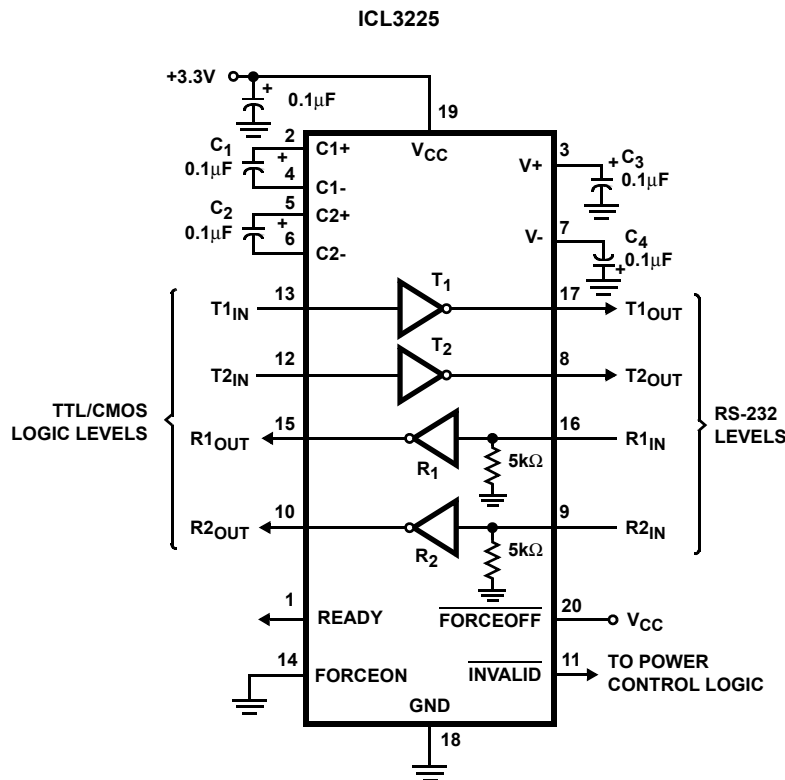 ICL3225
+3.3V
+
0.1μF
19
2
C1+
VCC
3
C1
0.1μF
+
V+
+
C3
0.1μF
4
C1-
5
C2+
C2
0.1μF
+
7
V-
6
C2-
C4
0.1μF
+
T1
T1IN
13
17
T1OUT
T2
T2IN
12
8
T2OUT
TTL/CMOS
LOGIC LEVELS
RS-232
LEVELS
R1OUT
15
16
R1IN
R1
5kΩ
R2OUT
10
9
R2IN
R2
5kΩ
1
READY
FORCEOFF
20
VCC
14
FORCEON
INVALID
11
TO POWER
CONTROL LOGIC
GND
18